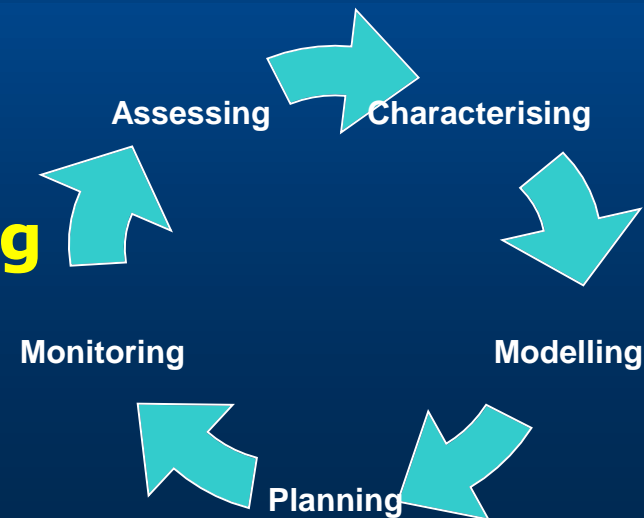 Assessing
Characterising
g
Monitoring
Modelling
Planning